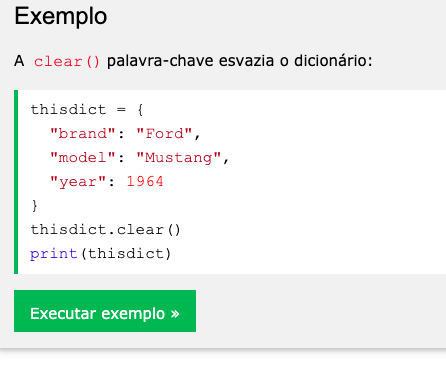 Exemplo
A clear() palavra-chave esvazia o dicionário:
thisdict = {
  "brand": "Ford",
  "model": "Mustang",
  "year": 1964
}
thisdict.clear()
print(thisdict)
Executar exemplo »